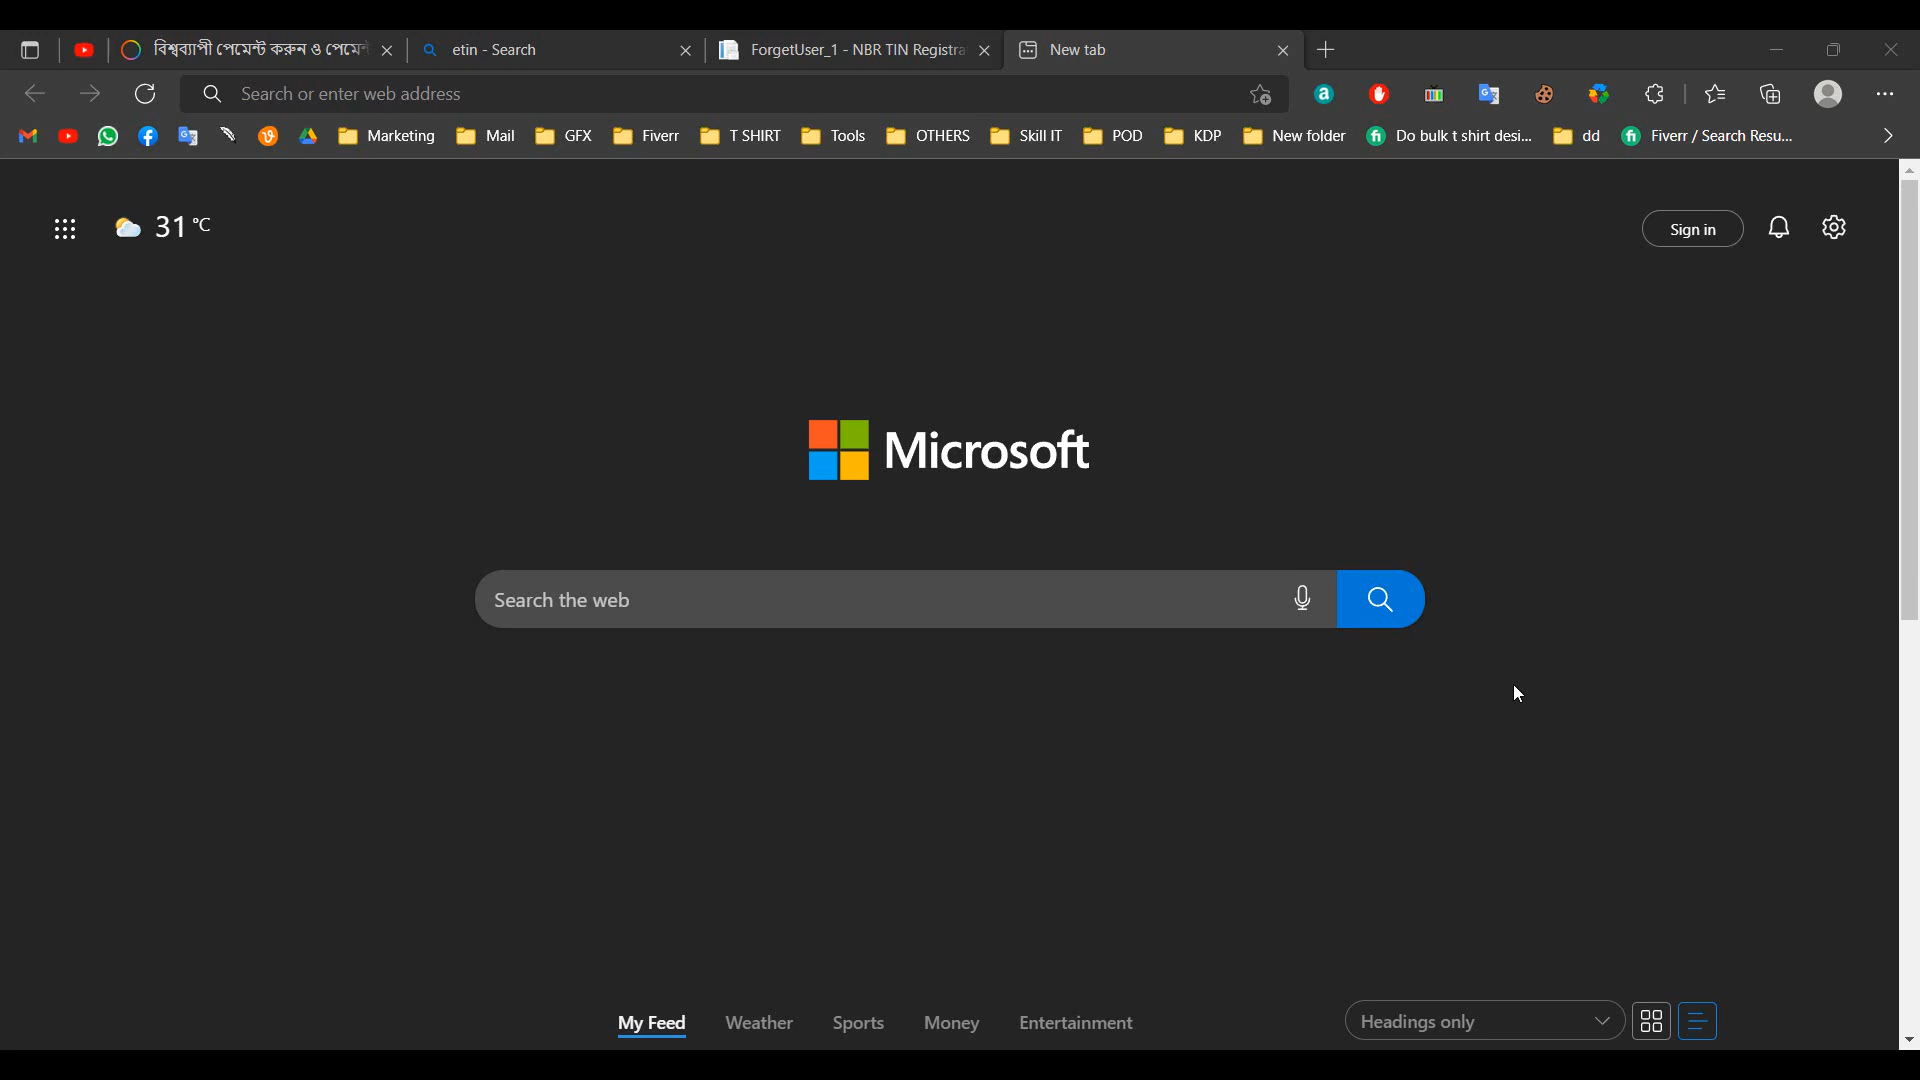 বিশ্বব্যাপী পেমেন্ট করুন ও
etin - Search
ForgetUser_1 - NBR TIN Registra
New tab
Search or enter web address
Marketing
Mail
GFX
Fiverr
T SHIRT
Tools
OTHERS
Skill IT
POD
KDP
New folder
Do bulk t shirt desi...
dd
Fiverr / Search Resu...
31 °C
Sign in
Microsoft
Search the web
My Feed
Weather
Sports
Money
Entertainment
Headings only